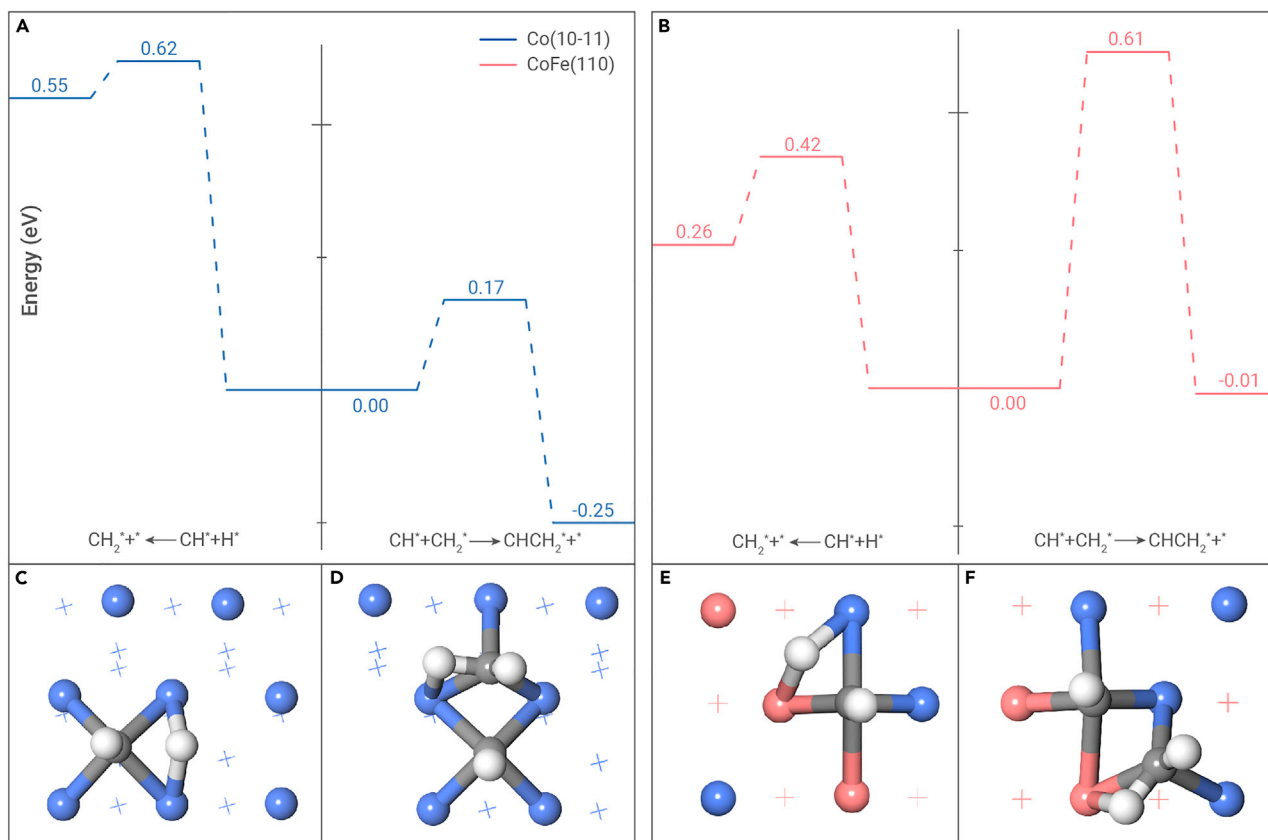 A
0.62
0.55
Co(10-11)
CoFe(110)
0.17
0.00
-0.25
Energy (eV)
CH₂*+* ← CH*+H*
CH*+CH₂* → CHCH₂*+*
B
0.61
0.42
0.26
0.00
-0.01
CH₂*+* ← CH*+H*
CH*+CH₂* → CHCH₂*+*
C
D
E
F